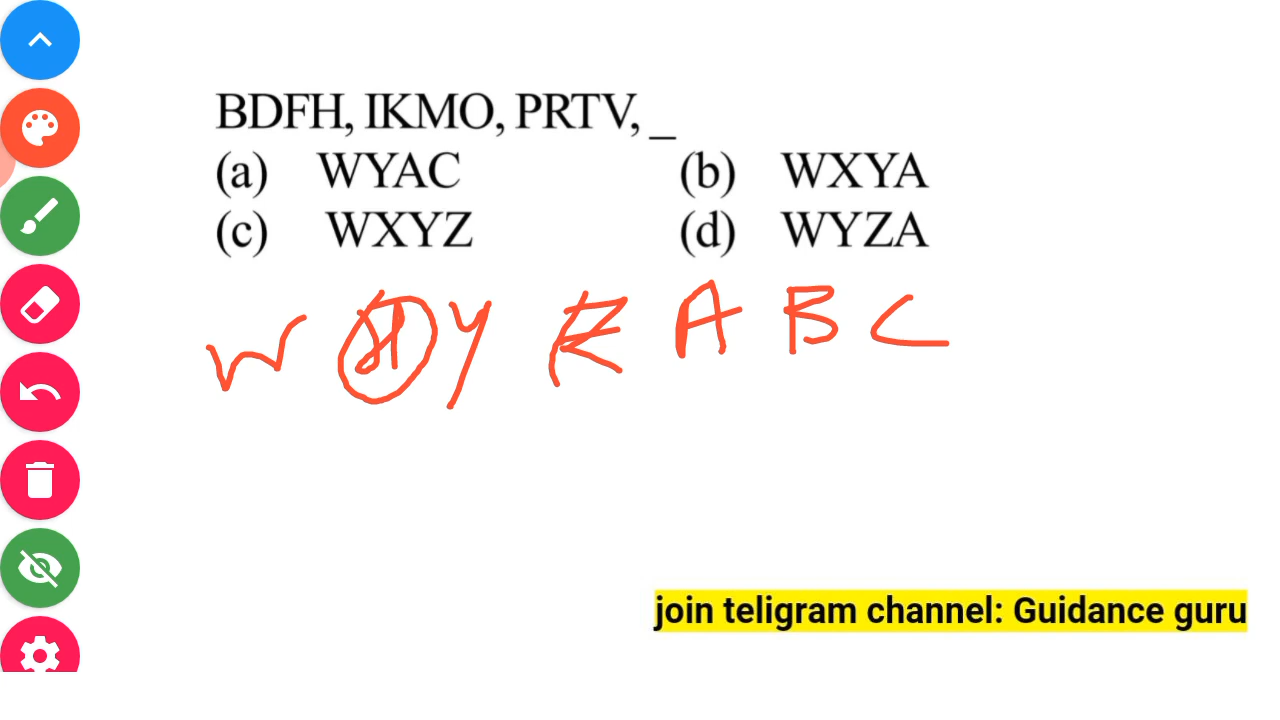 BDFH, IKMO, PRTV, _
(a) WYAC (b) WXYA
(c) WXYZ (d) WYZA
W Y Z A B C
join teligram channel: Guidance guru